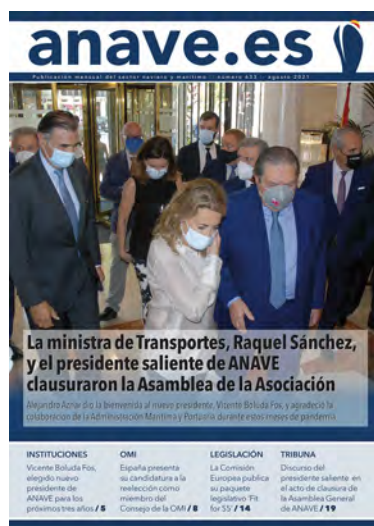 anave.es
Publicación mensual del sector naviero y marítimo :: número 633 :: agosto 2021
La ministra de Transportes, Raquel Sánchez,
y el presidente saliente de ANAVE
clausuraron la Asamblea de la Asociación
Alejandro Aznar dio la bienvenida al nuevo presidente, Vicente Boluda Fos, y agradeció la
colaboración de la Administración Marítima y Portuaria durante estos meses de pandemia
INSTITUCIONES
Vicente Boluda Fos,
elegido nuevo
presidente de
ANAVE para los
próximos tres años / 5
OMI
España presenta
su candidatura a la
reelección como
miembro del
Consejo de la OMI / 8
LEGISLACIÓN
La Comisión
Europea publica
su paquete
legislativo 'Fit
for 55' / 14
TRIBUNA
Discurso del
presidente saliente en
el acto de clausura de
la Asamblea General
de ANAVE / 19